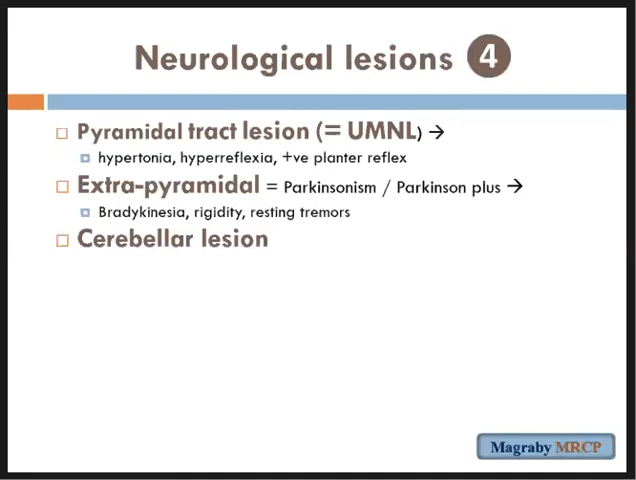 Neurological lesions 4
Pyramidal tract lesion (= UMNL) →
hypertonia, hyperreflexia, +ve planter reflex
Extra-pyramidal = Parkinsonism / Parkinson plus →
Bradykinesia, rigidity, resting tremors
Cerebellar lesion
Magraby MRCP